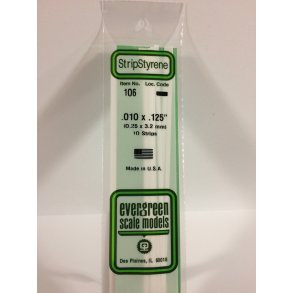 StripStyrene
Item No. Loc. Code
106
.010 x .125"
(0.25 x 3.2 mm)
10 Strips
Made in U.S.A.
evergreen
scale models
Des Plaines, IL 60018